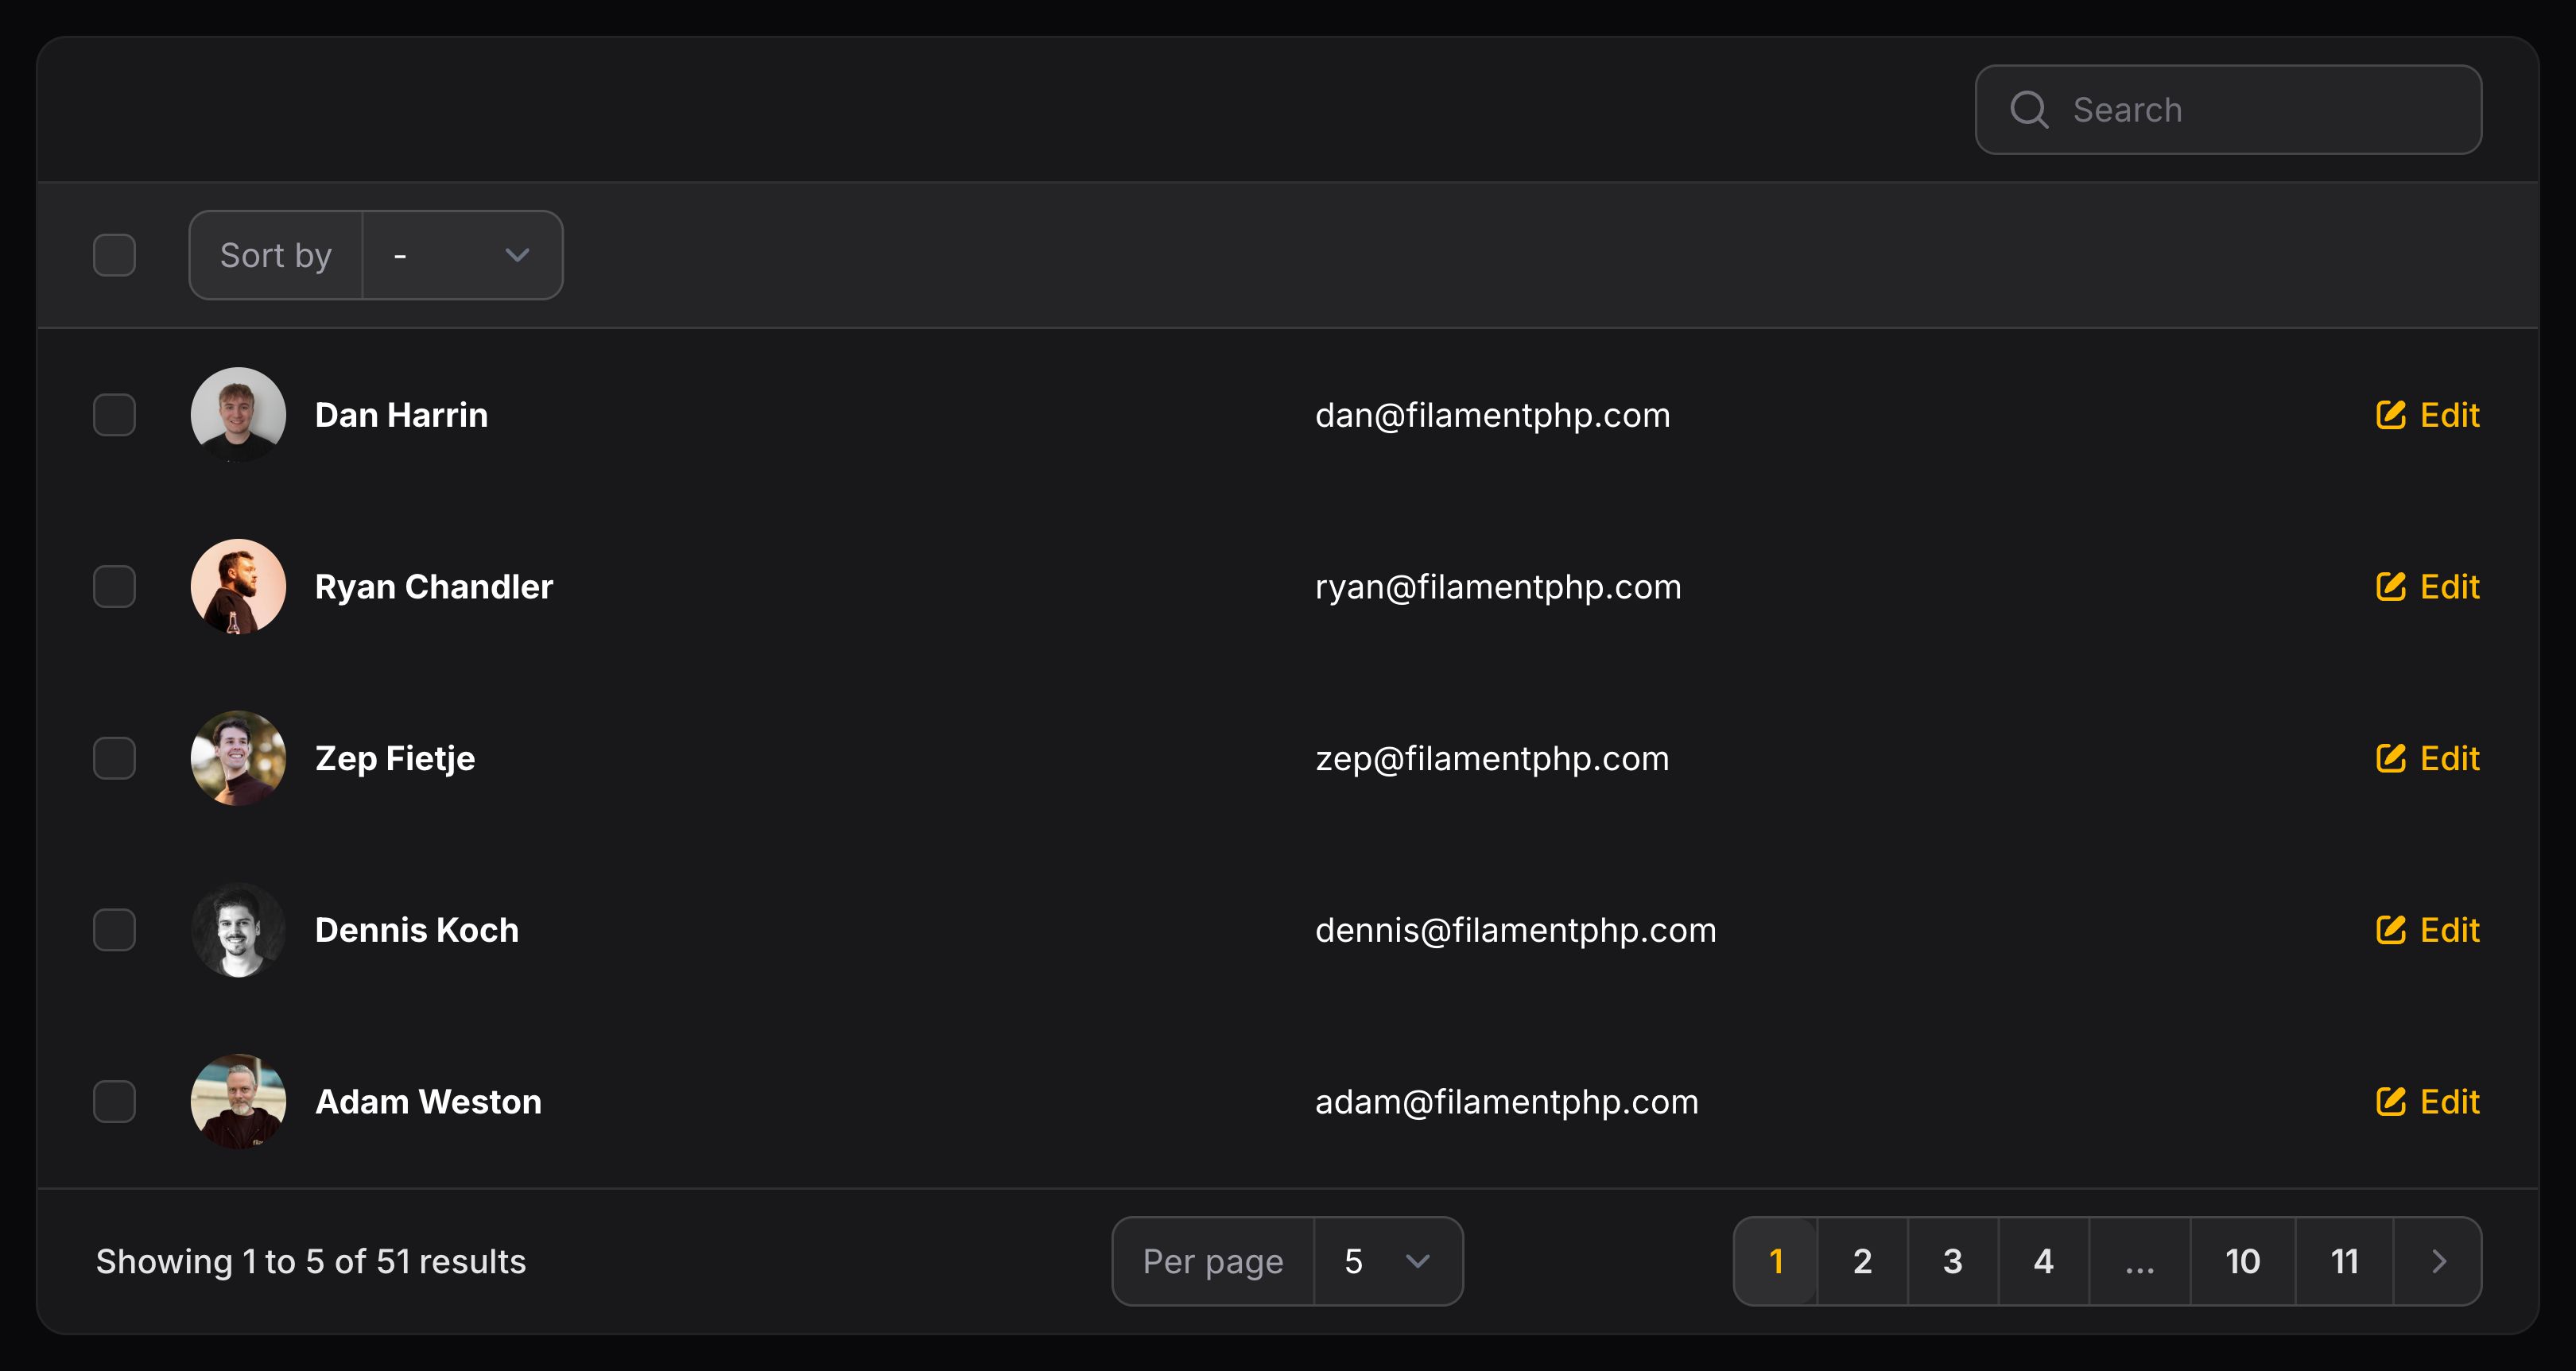 Search
Sort by -
Dan Harrin dan@filamentphp.com Edit
Ryan Chandler ryan@filamentphp.com Edit
Zep Fietje zep@filamentphp.com Edit
Dennis Koch dennis@filamentphp.com Edit
Adam Weston adam@filamentphp.com Edit
Showing 1 to 5 of 51 results Per page 5 1 2 3 4 ... 10 11